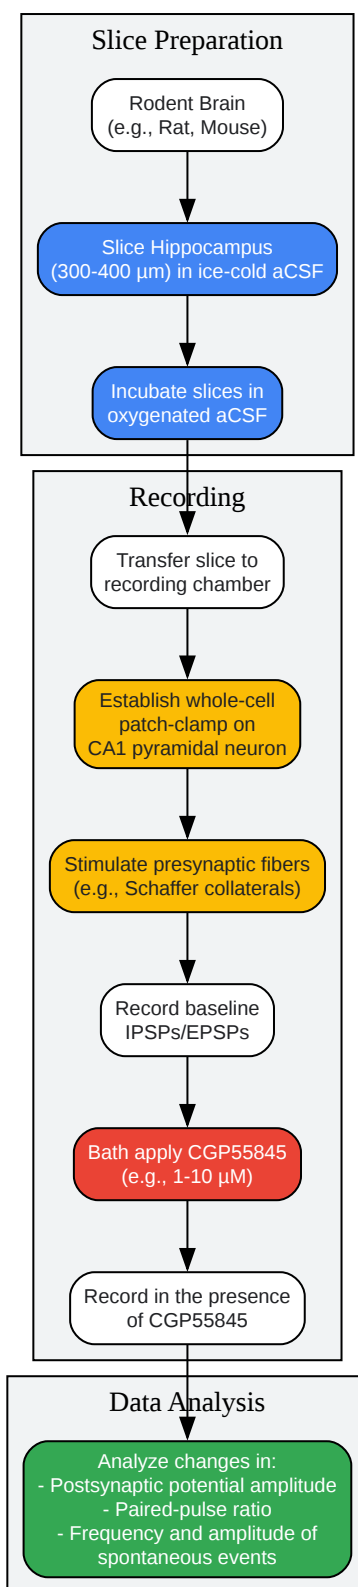 Slice Preparation
Rodent Brain
(e.g., Rat, Mouse)
Slice Hippocampus
(300-400 µm) in ice-cold aCSF
Incubate slices in
oxygenated aCSF
Recording
Transfer slice to
recording chamber
Establish whole-cell
patch-clamp on
CA1 pyramidal neuron
Stimulate presynaptic fibers
(e.g., Schaffer collaterals)
Record baseline
IPSPs/EPSPs
Bath apply CGP55845
(e.g., 1-10 µM)
Record in the presence
of CGP55845
Data Analysis
Analyze changes in:
- Postsynaptic potential amplitude
- Paired-pulse ratio
- Frequency and amplitude of
spontaneous events